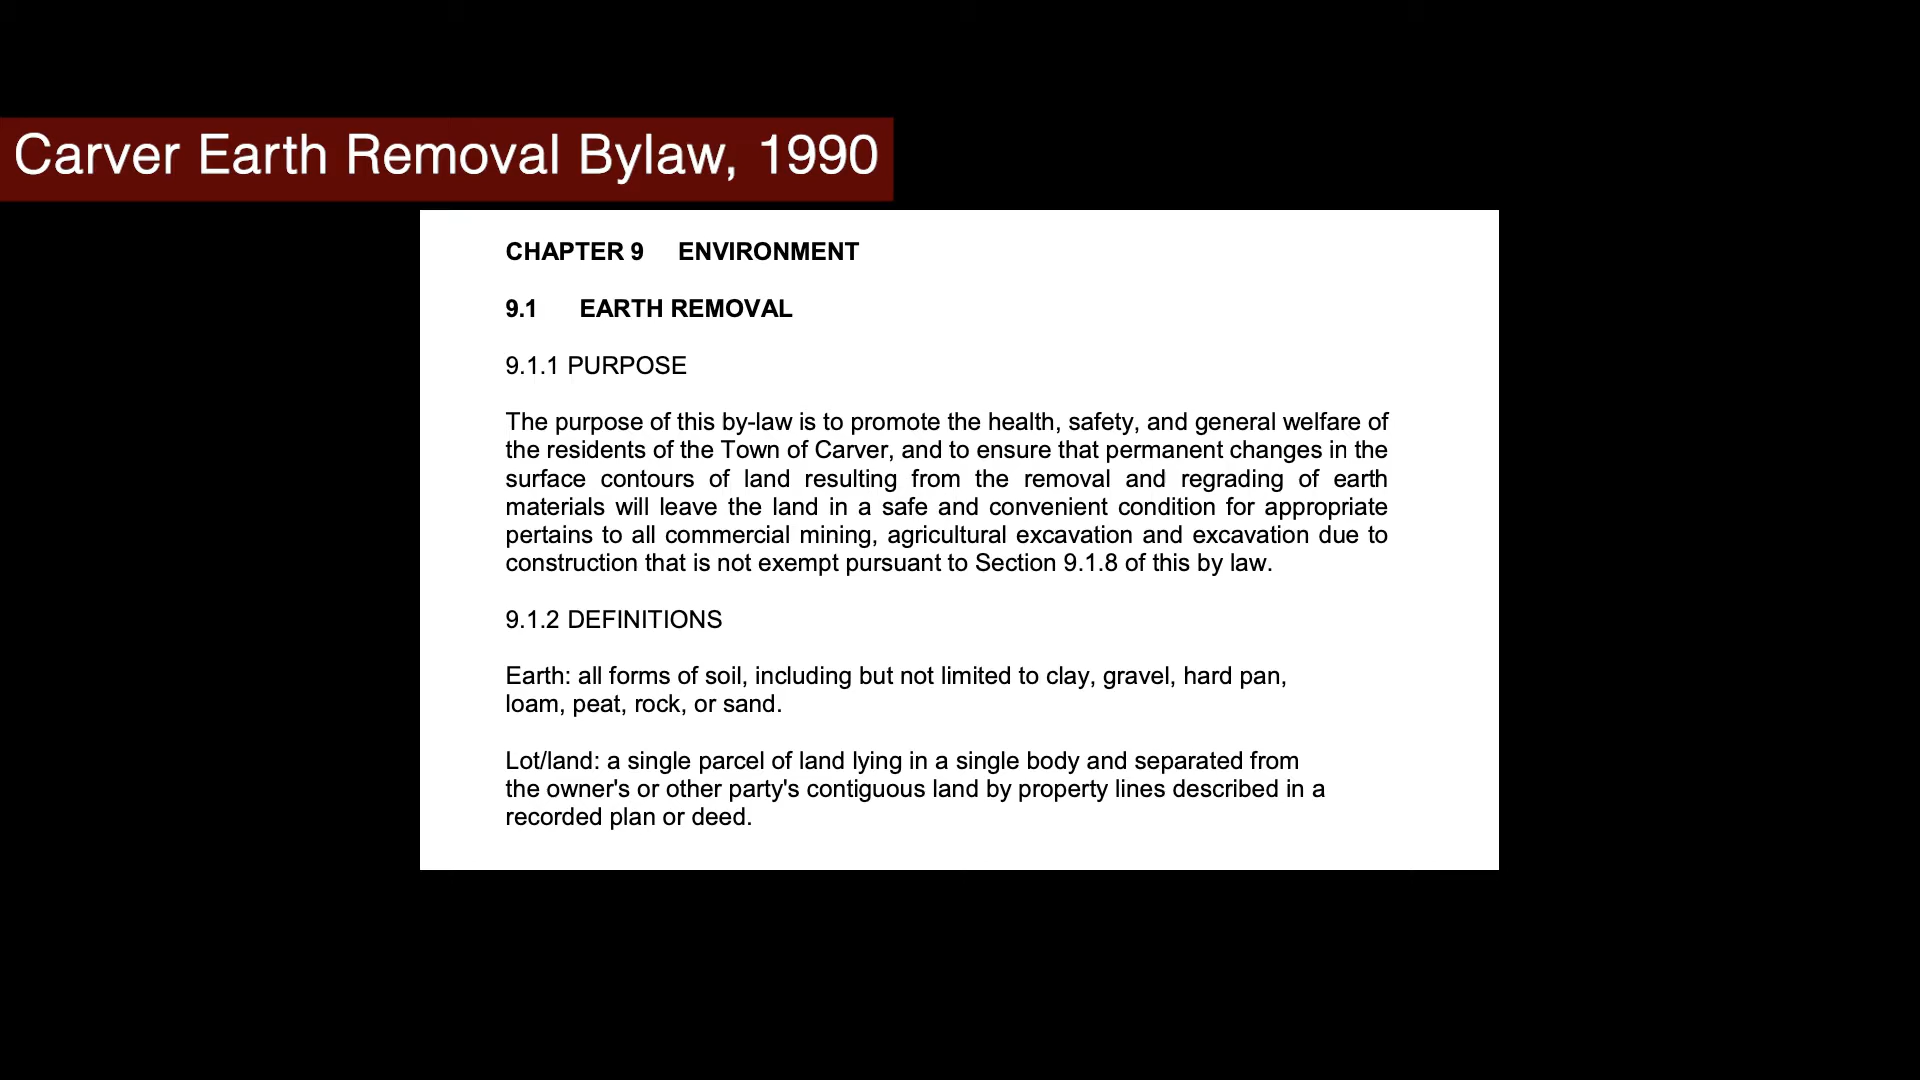 Carver Earth Removal Bylaw, 1990
CHAPTER 9 ENVIRONMENT
9.1 EARTH REMOVAL
9.1.1 PURPOSE
The purpose of this by-law is to promote the health, safety, and general welfare of
the residents of the Town of Carver, and to ensure that permanent changes in the
surface contours of land resulting from the removal and regrading of earth
materials will leave the land in a safe and convenient condition for appropriate
pertains to all commercial mining, agricultural excavation and excavation due to
construction that is not exempt pursuant to Section 9.1.8 of this by law.
9.1.2 DEFINITIONS
Earth: all forms of soil, including but not limited to clay, gravel, hard pan,
loam, peat, rock, or sand.
Lot/land: a single parcel of land lying in a single body and separated from
the owner's or other party's contiguous land by property lines described in a
recorded plan or deed.